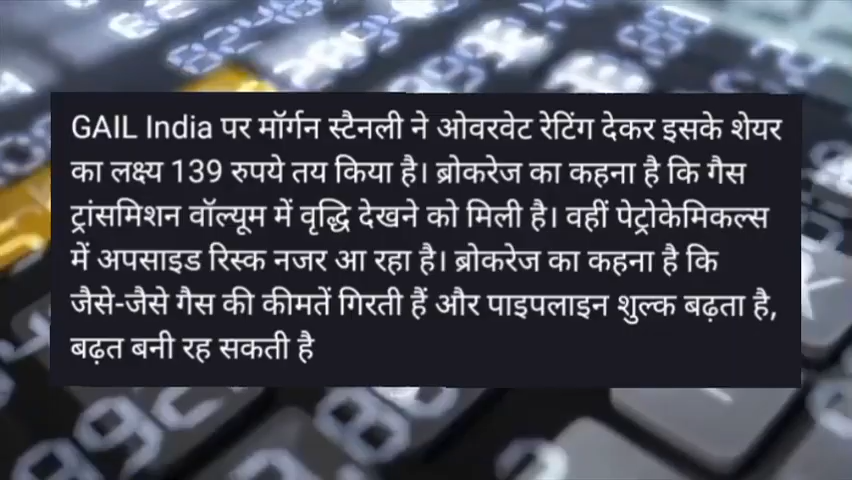 GAIL India पर मॉर्गन स्टैनली ने ओवरवेट रेटिंग देकर इसके शेयर
का लक्ष्य 139 रुपये तय किया है। ब्रोकरेज का कहना है कि गैस
ट्रांसमिशन वॉल्यूम में वृद्धि देखने को मिली है। वहीं पेट्रोकेमिकल्स
में अपसाइड रिस्क नजर आ रहा है। ब्रोकरेज का कहना है कि
जैसे-जैसे गैस की कीमतें गिरती हैं और पाइपलाइन शुल्क बढ़ता है,
बढ़त बनी रह सकती है